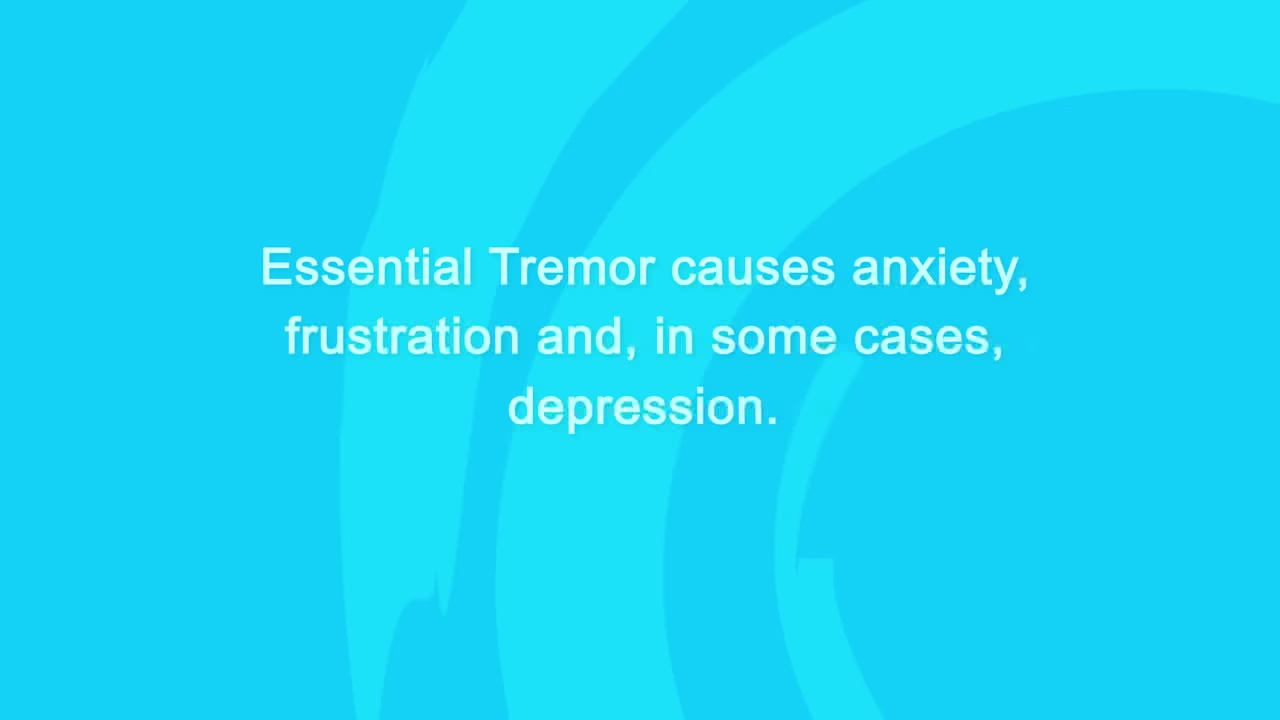 Essential Tremor causes anxiety,
frustration and, in some cases,
depression.